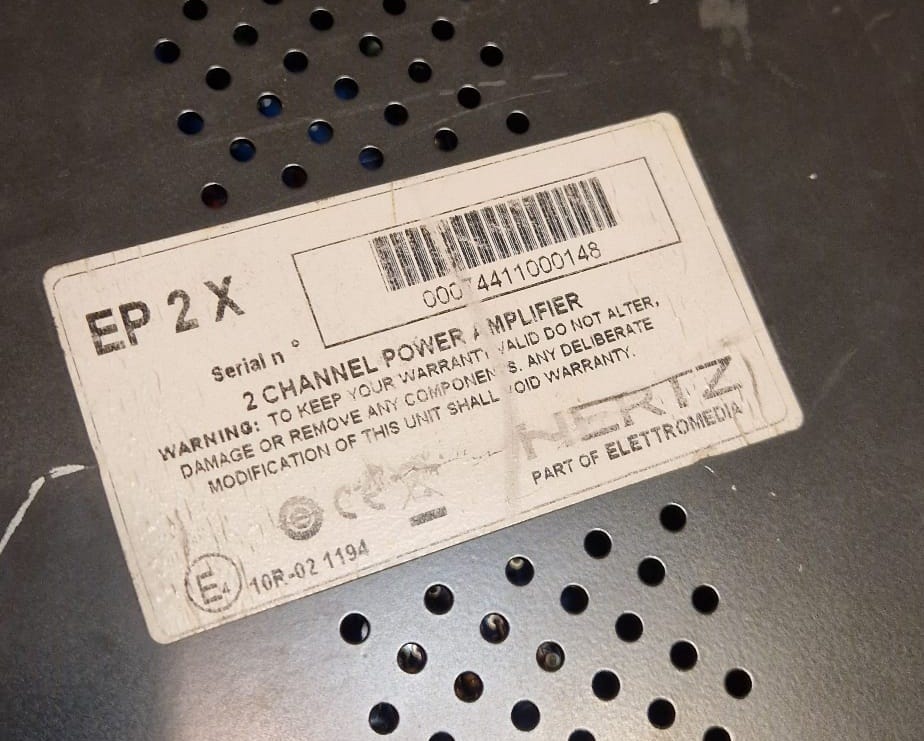 EP 2 X
Serial n °
4411000148
2 CHANNEL POWER AMPLIFIER
WARNING: TO KEEP YOUR WARRANTY VALID DO NOT ALTER,
DAMAGE OR REMOVE ANY COMPONENTS. ANY DELIBERATE
MODIFICATION OF THIS UNIT SHALL VOID WARRANTY.
HERTZ
PART OF ELETTROMEDIA
CE
E4 10R-02 1194